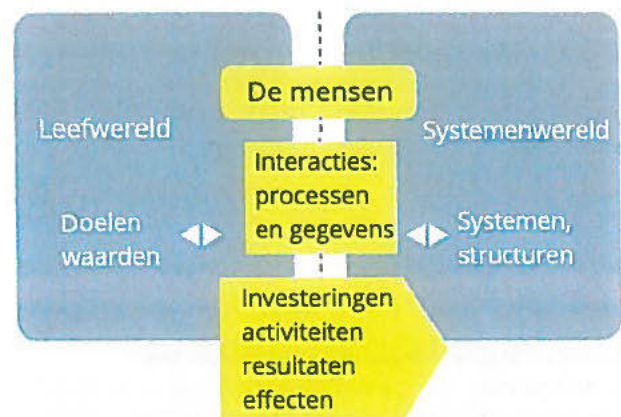 De mensen
Leefwereld
Systemenwereld
Interacties:
processen
en gegevens
Doelen
waarden
Systemen,
structuren
Investeringen
activiteiten
resultaten
effecten